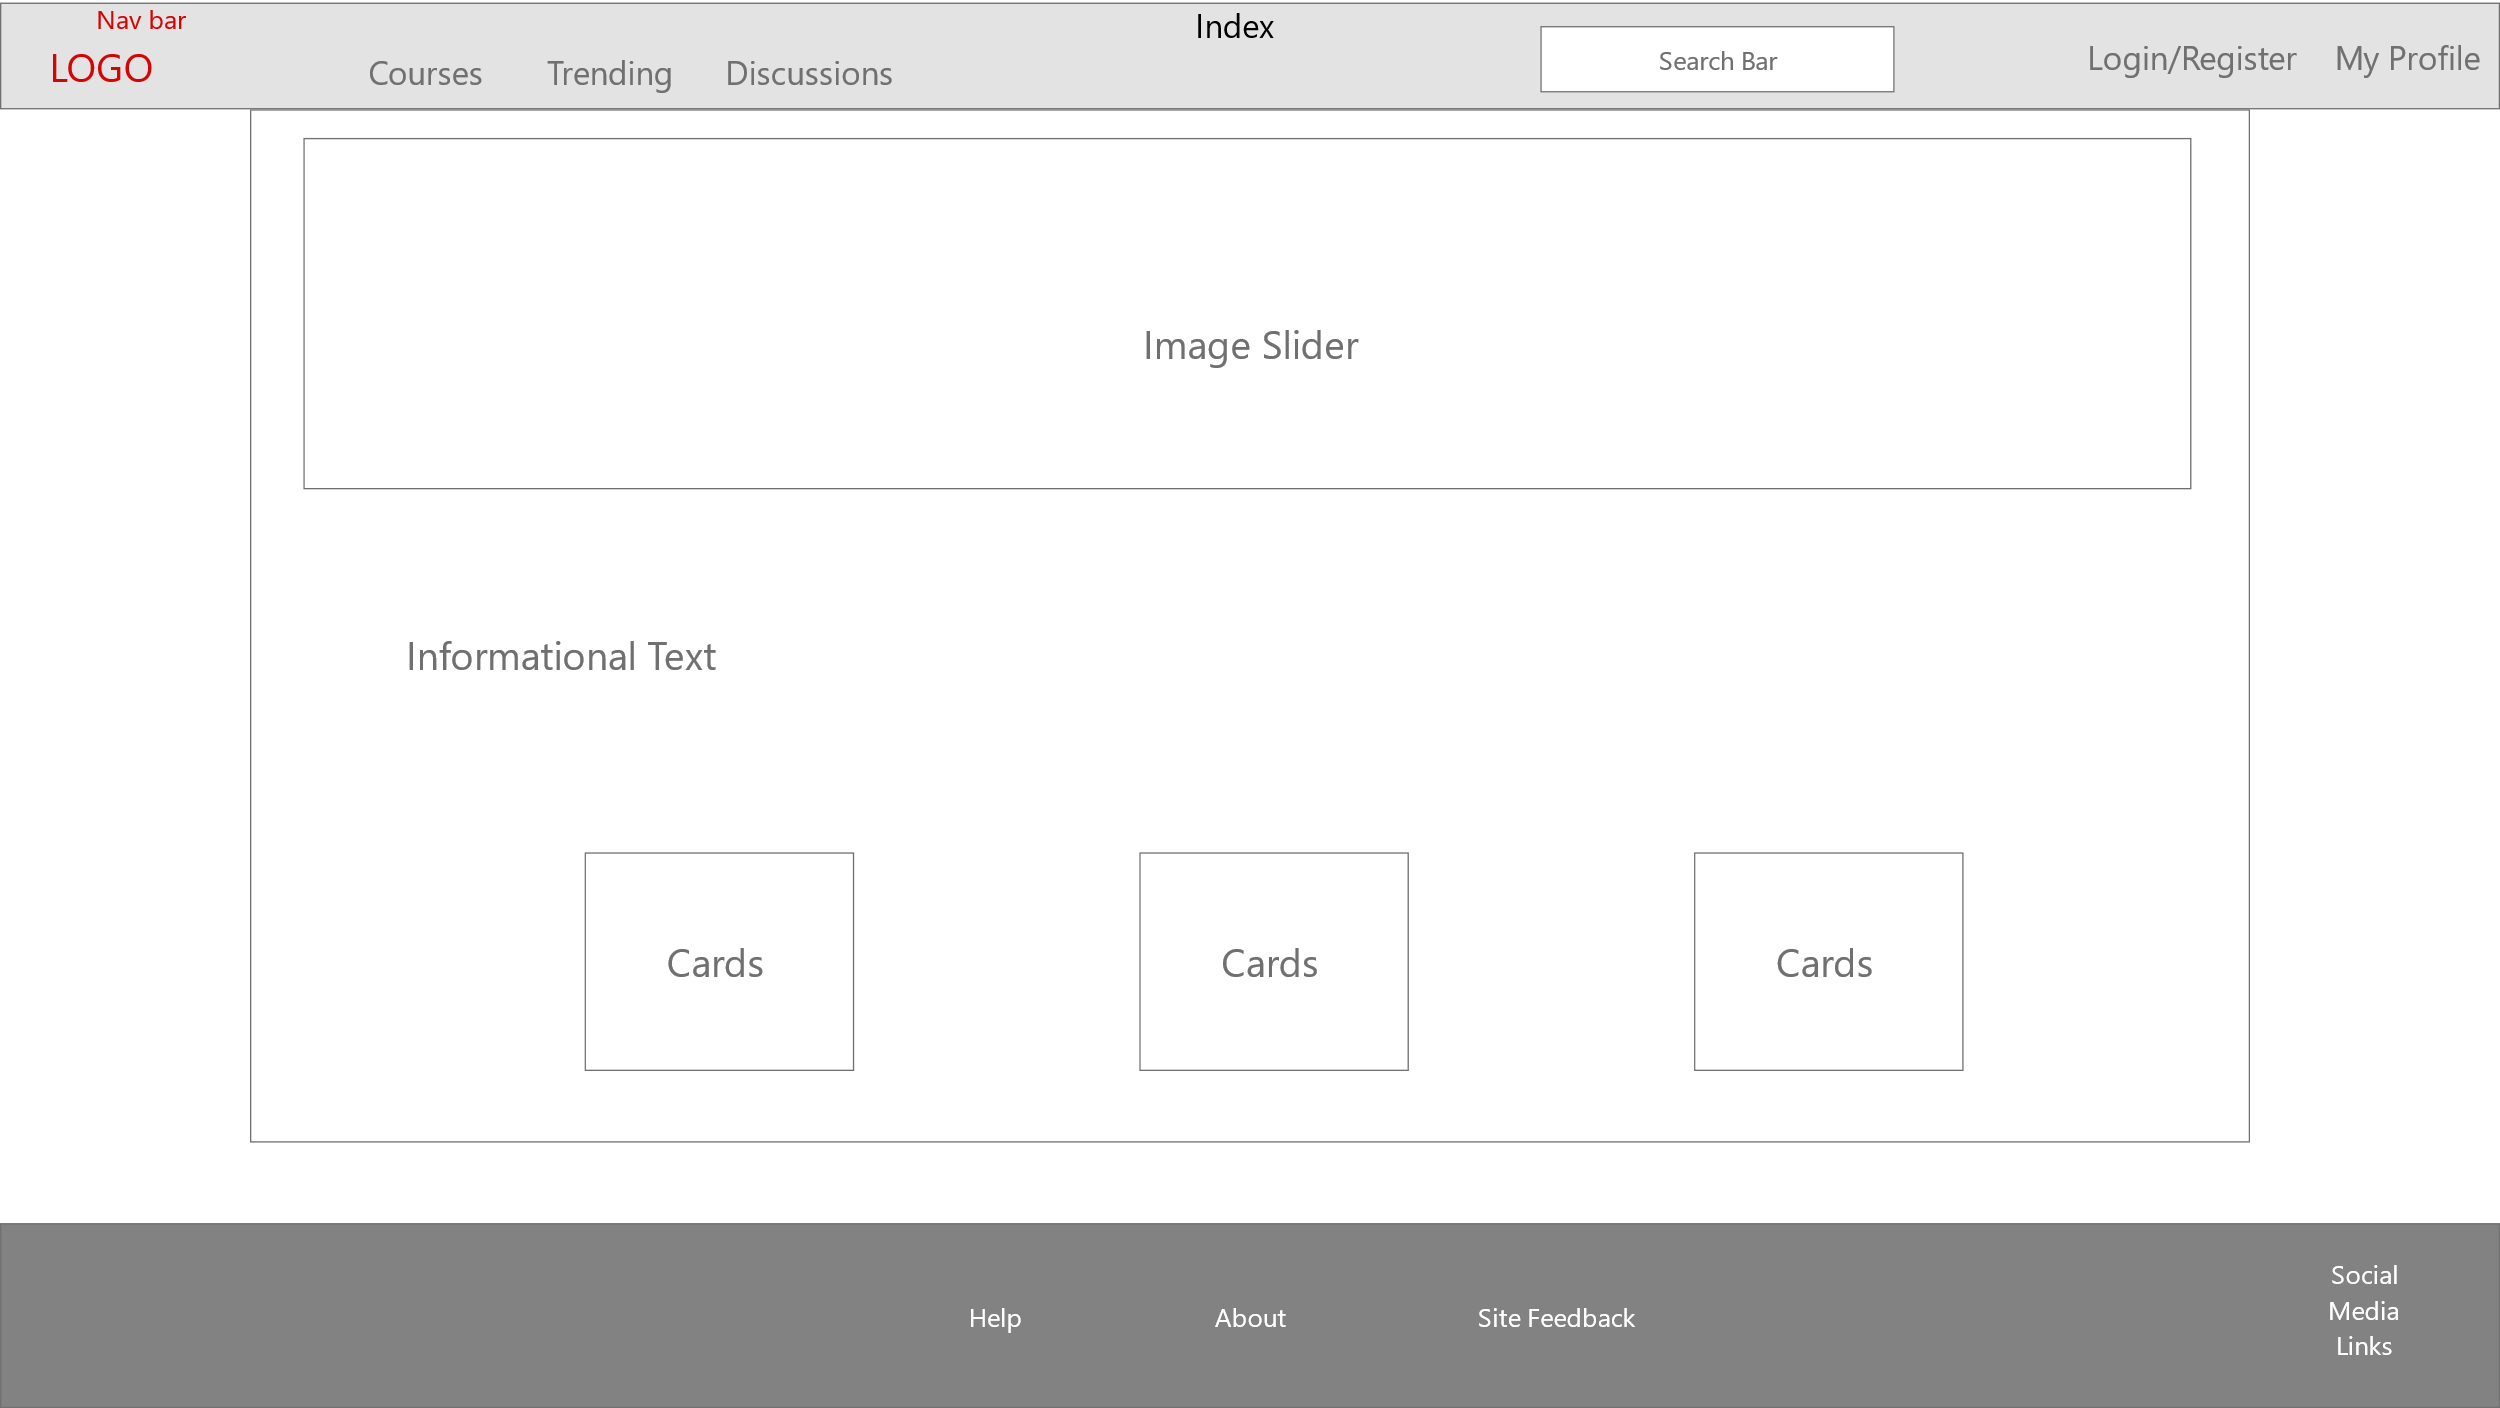 Nav bar
Index
LOGO
Courses
Trending
Discussions
Search Bar
Login/Register
My Profile
Image Slider
Informational Text
Cards
Cards
Cards
Help
About
Site Feedback
Social
Media
Links